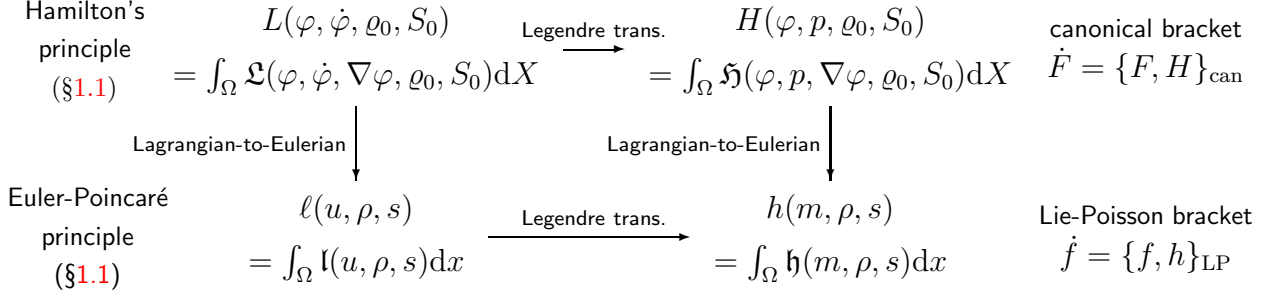 Hamilton's principle (§1.1)
L(φ, φ̇, ϱ₀, S₀) = ∫_Ω 𝔏(φ, φ̇, ∇φ, ϱ₀, S₀)dX
Legendre trans.
H(φ, p, ϱ₀, S₀) = ∫_Ω ℌ(φ, p, ∇φ, ϱ₀, S₀)dX
canonical bracket
Ḟ = {F, H}_can
Lagrangian-to-Eulerian
Lagrangian-to-Eulerian
Euler-Poincaré principle (§1.1)
ℓ(u, ρ, s) = ∫_Ω 𝔩(u, ρ, s)dx
Legendre trans.
h(m, ρ, s) = ∫_Ω 𝔥(m, ρ, s)dx
Lie-Poisson bracket
ḟ = {f, h}_LP